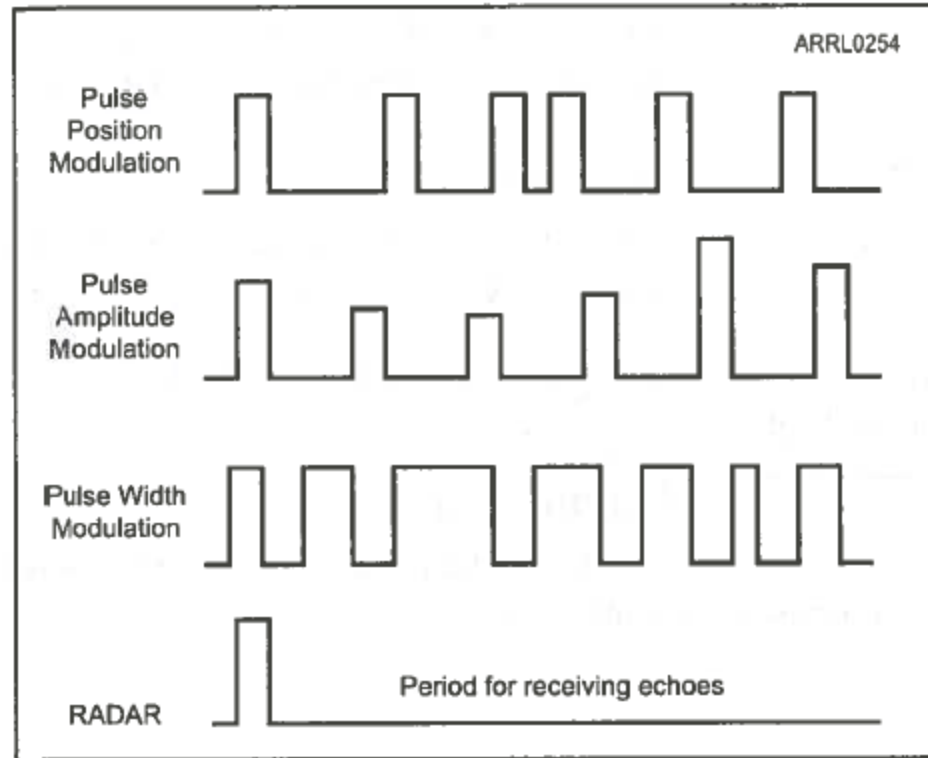 ARRL0254
Pulse
Position
Modulation
Pulse
Amplitude
Modulation
Pulse Width
Modulation
Period for receiving echoes
RADAR